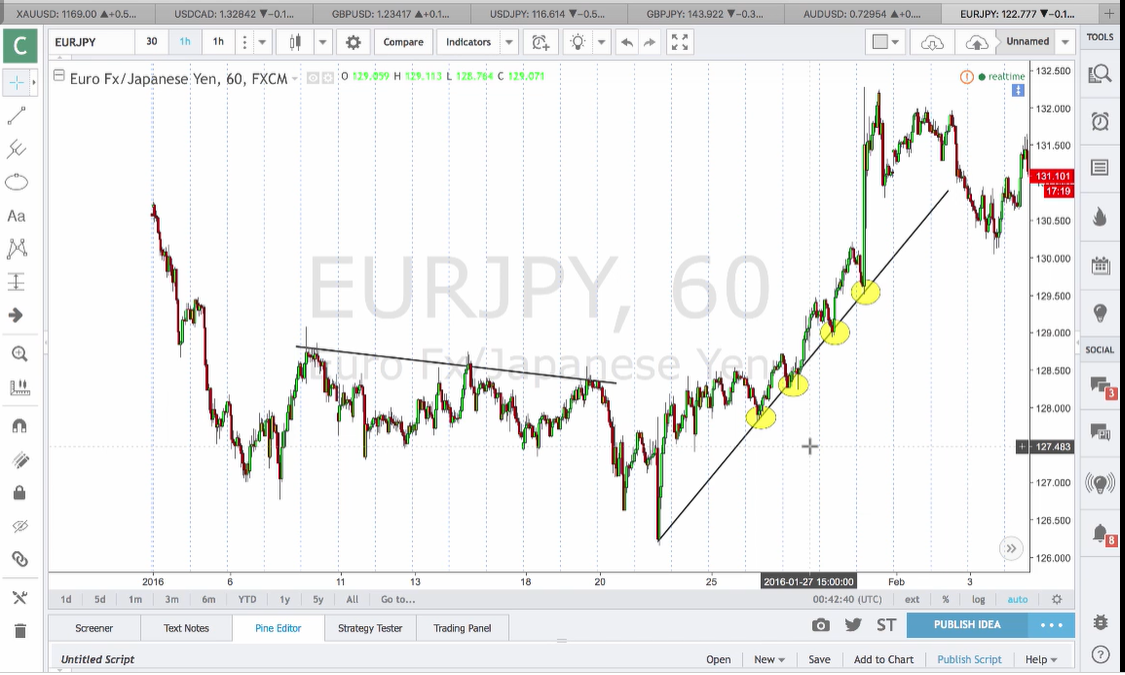 XAUUSD: 1169.00 ▲+0.5... USDCAD: 1.32842 ▼−0.1... GBPUSD: 1.23417 ▲+0.1... USDJPY: 116.614 ▼−0.5... GBPJPY: 143.922 ▼−0.3... AUDUSD: 0.72954 ▲+0.... EURJPY: 122.777 ▼−0.1...
C EURJPY 30 1h 1h Compare Indicators Unnamed TOOLS
Euro Fx/Japanese Yen, 60, FXCM O 129.059 H 129.113 L 128.764 C 129.071 realtime
132.500
132.000
131.500
131.101
17:19
130.500
130.000
129.500
129.000
128.500
128.000
127.483
127.000
126.500
126.000
EURJPY, 60
Euro Fx/Japanese Yen
Aa
SOCIAL
3
8
2016 6 11 13 18 20 25 2016-01-27 15:00:00 Feb 3
1d 5d 1m 3m 6m YTD 1y 5y All Go to... 00:42:40 (UTC) ext % log auto
Screener Text Notes Pine Editor Strategy Tester Trading Panel ST PUBLISH IDEA
Untitled Script Open New Save Add to Chart Publish Script Help